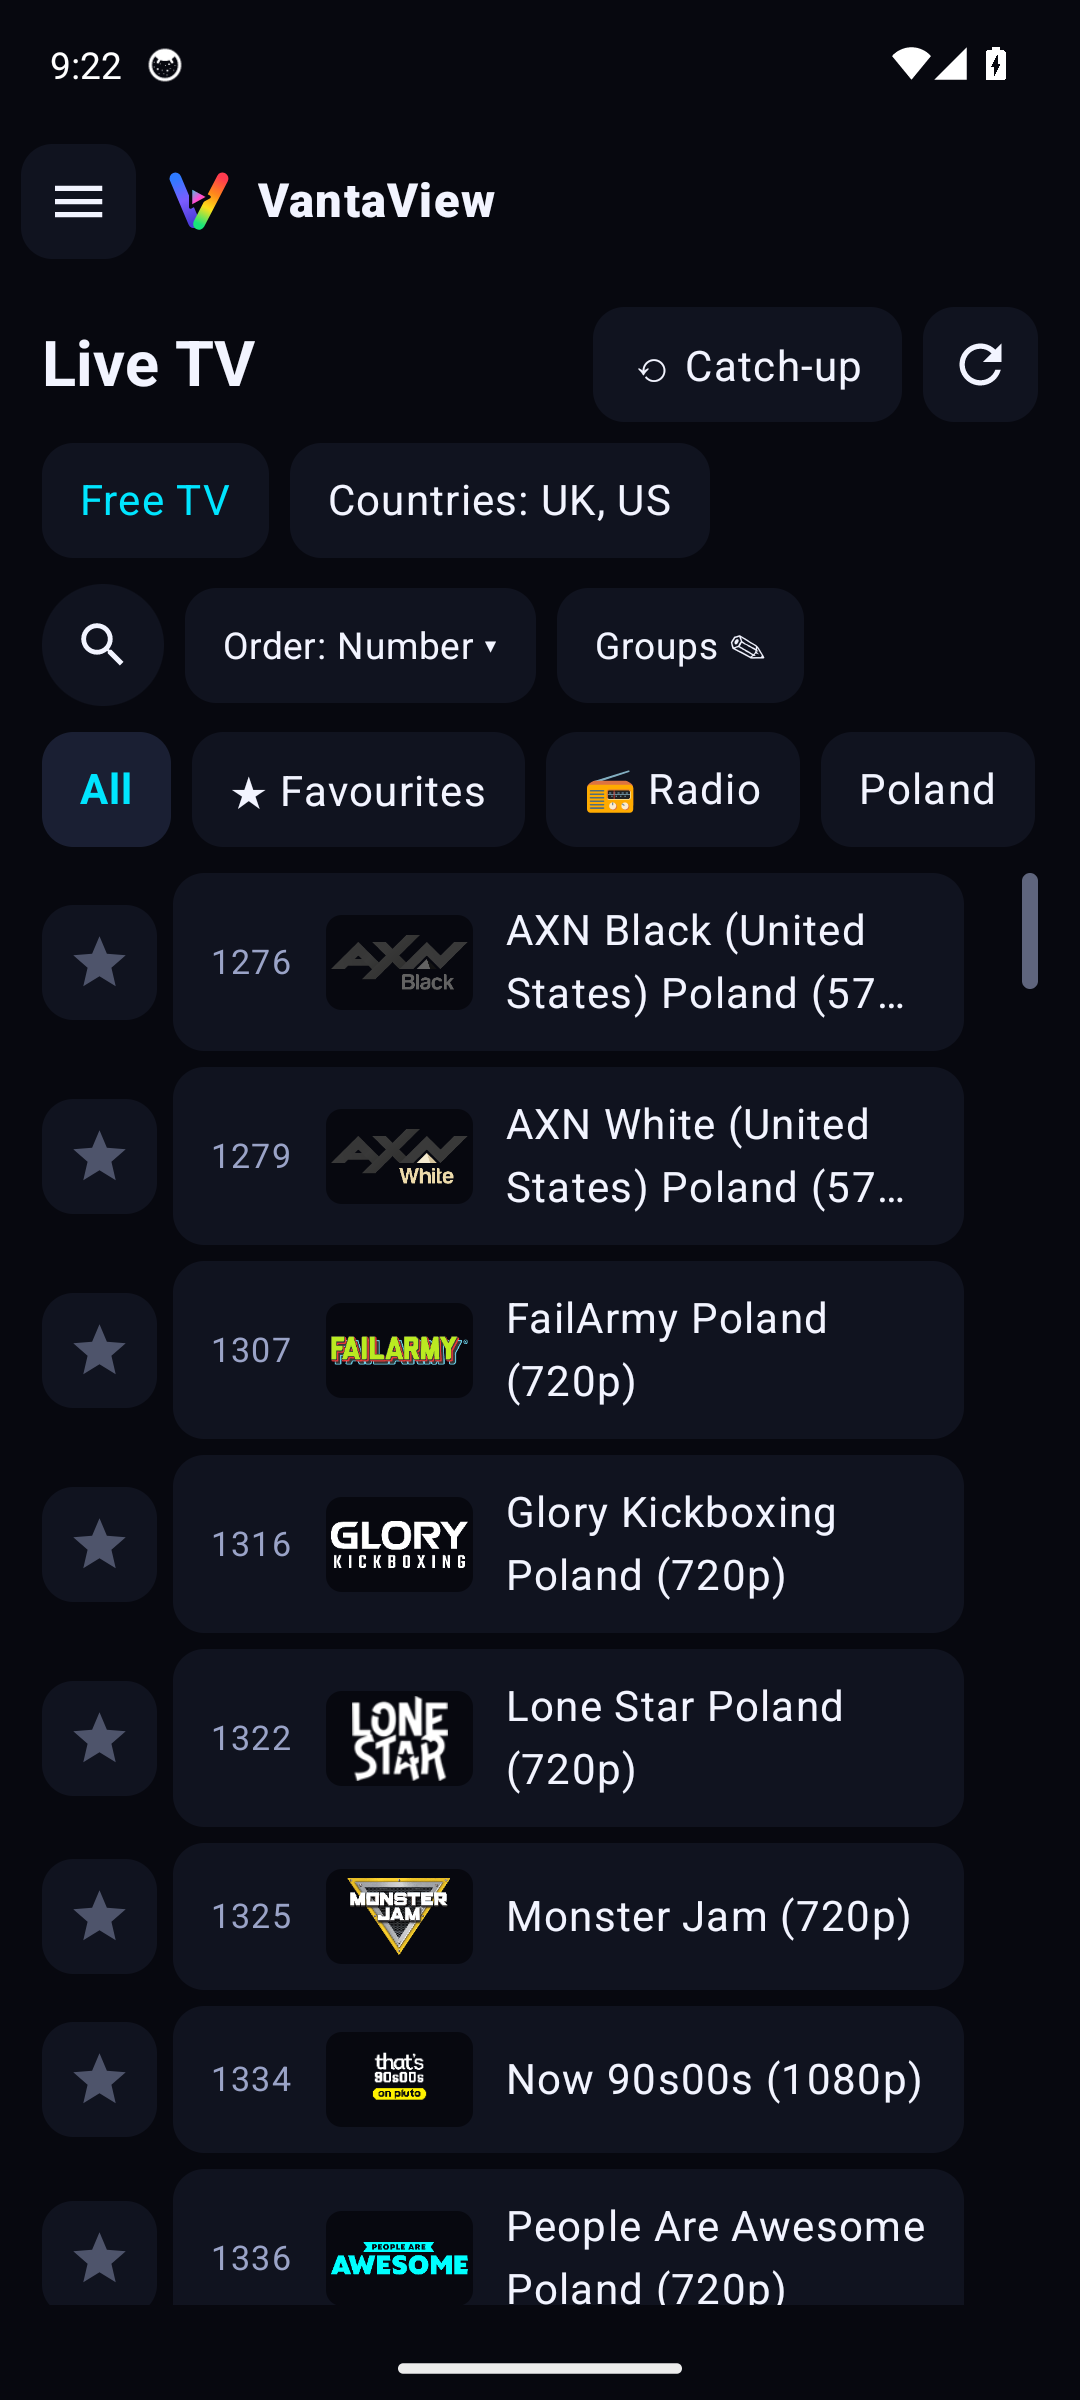 9:22
VantaView
Live TV
⟲ Catch-up
Free TV
Countries: UK, US
Order: Number ▾
Groups ✎
All
★ Favourites
📻 Radio
Poland
1276
AXN Black
AXN Black (United
States) Poland (57…
1279
AXN White
AXN White (United
States) Poland (57…
1307
FAILARMY
FailArmy Poland
(720p)
1316
GLORY
KICKBOXING
Glory Kickboxing
Poland (720p)
1322
LONE
STAR
Lone Star Poland
(720p)
1325
MONSTER
JAM
Monster Jam (720p)
1334
that's
90s00s
on pluto
Now 90s00s (1080p)
1336
PEOPLE ARE
AWESOME
People Are Awesome
Poland (720p)